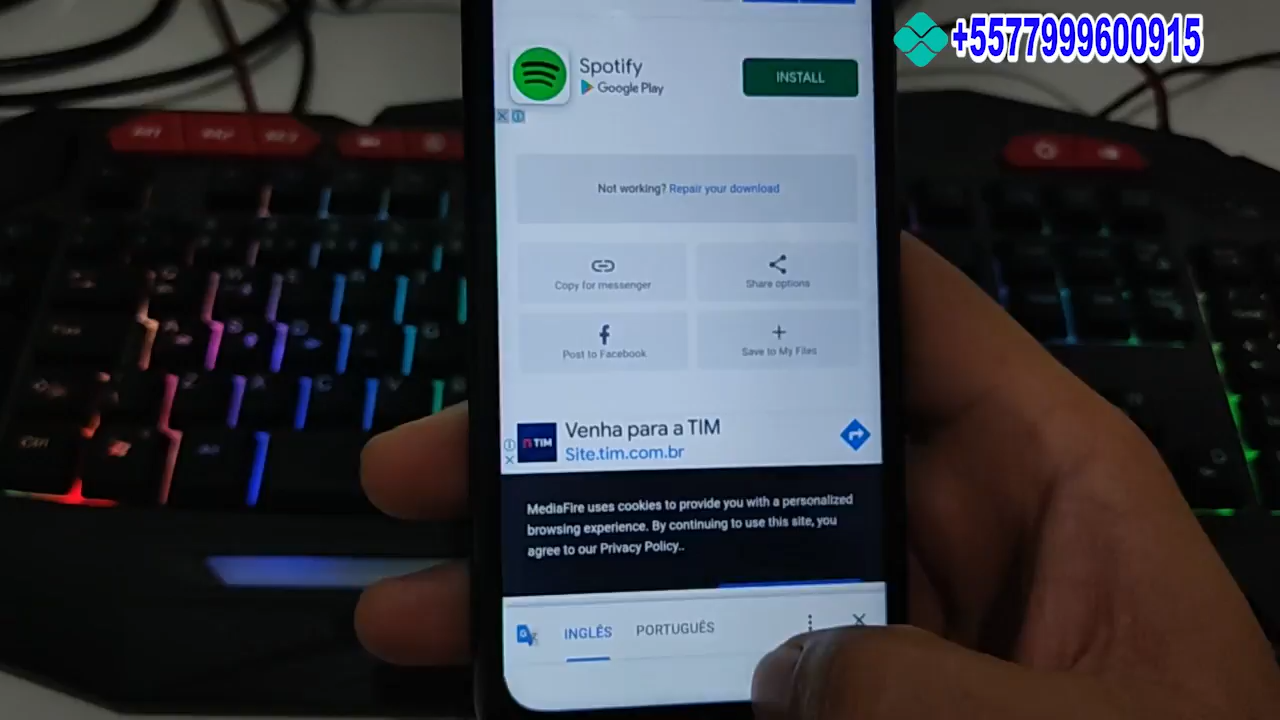 +5577999600915
Spotify
Google Play
INSTALL
Not working? Repair your download
Copy for messenger
Share options
Post to Facebook
Save to My Files
TIM
Venha para a TIM
Site.tim.com.br
MediaFire uses cookies to provide you with a personalized
browsing experience. By continuing to use this site, you
agree to our Privacy Policy..
INGLÊS
PORTUGUÊS
Ctrl